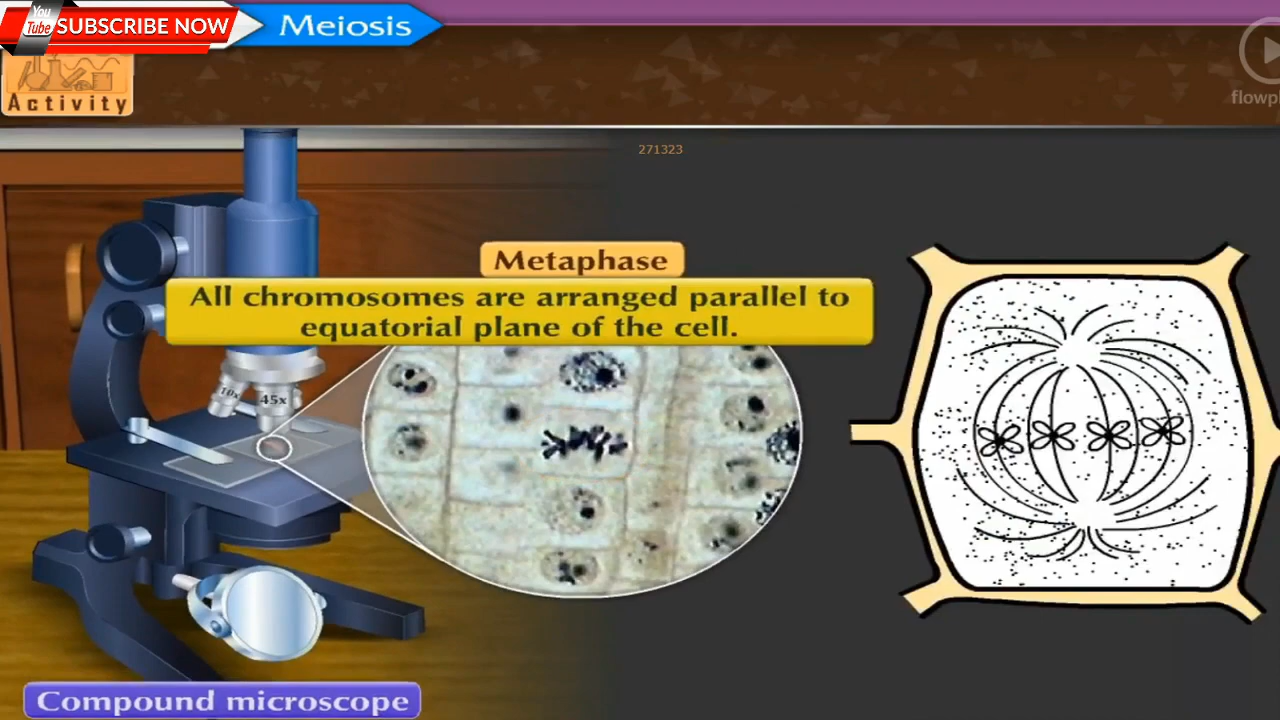 You
Tube
SUBSCRIBE NOW
Meiosis
Activity
flowpl
271323
Metaphase
All chromosomes are arranged parallel to
equatorial plane of the cell.
10x
45x
Compound microscope